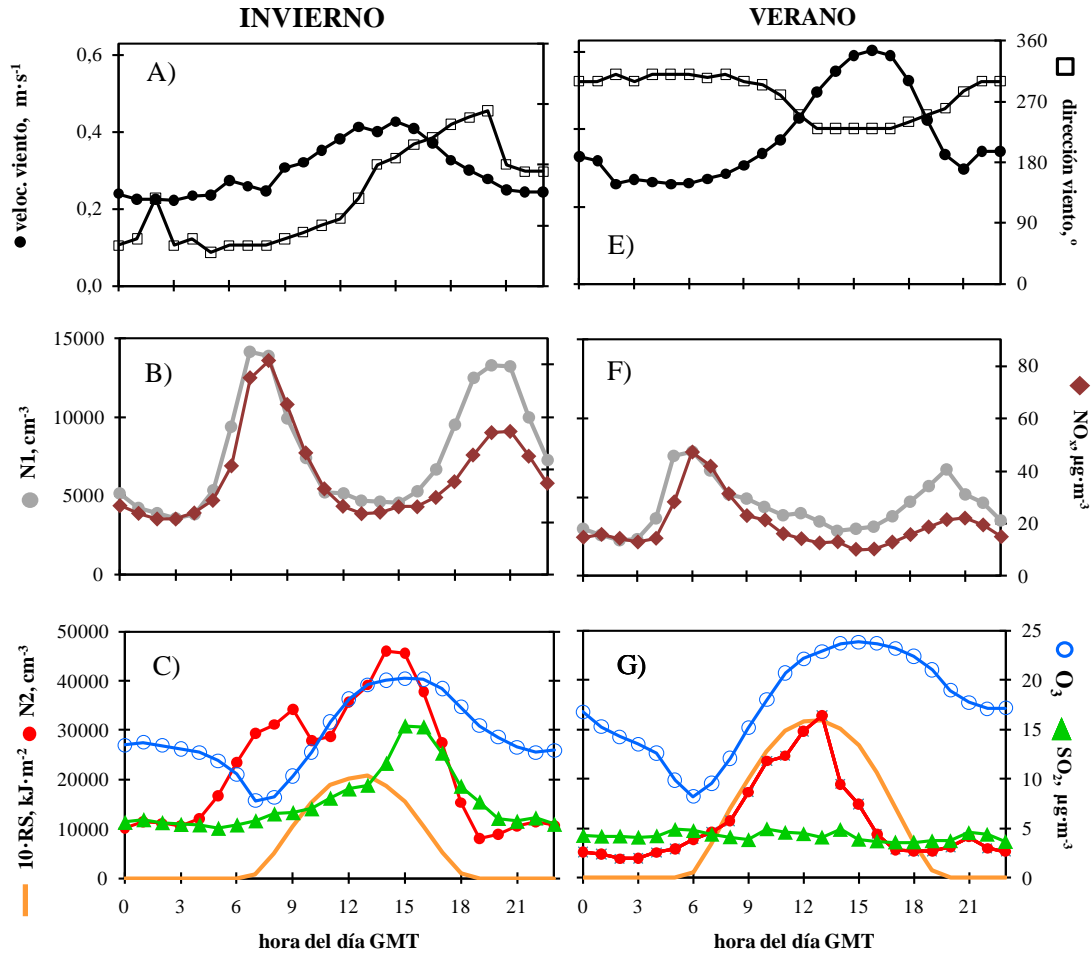 INVIERNO
VERANO
veloc. viento, m·s-1
0,6
0,4
0,2
0,0
A)
E)
360
270
180
90
0
dirección viento, º
N1, cm-3
15000
10000
5000
0
B)
F)
80
60
40
20
0
NOx, µg·m3
10·RS, kJ·m-2
N2, cm-3
50000
40000
30000
20000
10000
0
C)
G)
25
20
15
10
5
0
O3
SO2, µg·m-3
0 3 6 9 12 15 18 21
0 3 6 9 12 15 18 21
hora del día GMT
hora del día GMT